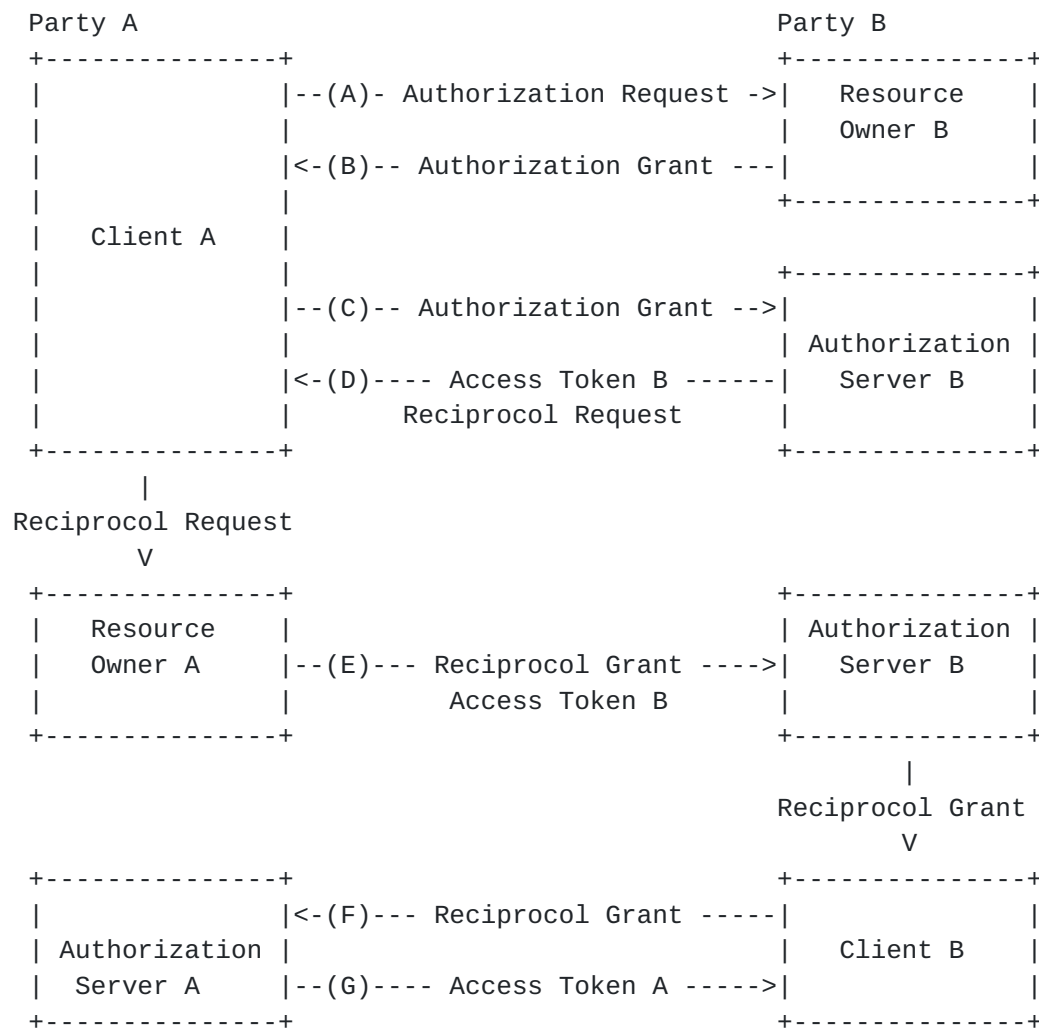 Party A                                         Party B
+---------------+                               +---------------+
|               |--(A)- Authorization Request ->|   Resource    |
|               |                               |   Owner B     |
|               |<-(B)-- Authorization Grant ---|               |
|               |                               +---------------+
|   Client A    |
|               |                               +---------------+
|               |--(C)-- Authorization Grant -->|               |
|               |                               | Authorization |
|               |<-(D)---- Access Token B ------|   Server B    |
|               |       Reciprocol Request      |               |
+---------------+                               +---------------+
       |
Reciprocol Request
       V
+---------------+                               +---------------+
|   Resource    |                               | Authorization |
|   Owner A     |--(E)--- Reciprocol Grant ---->|   Server B    |
|               |          Access Token B       |               |
+---------------+                               +---------------+
                                                        |
                                                Reciprocol Grant
                                                        V
+---------------+                               +---------------+
|               |<-(F)--- Reciprocol Grant -----|               |
| Authorization |                               |   Client B    |
|  Server A     |--(G)---- Access Token A ----->|               |
+---------------+                               +---------------+